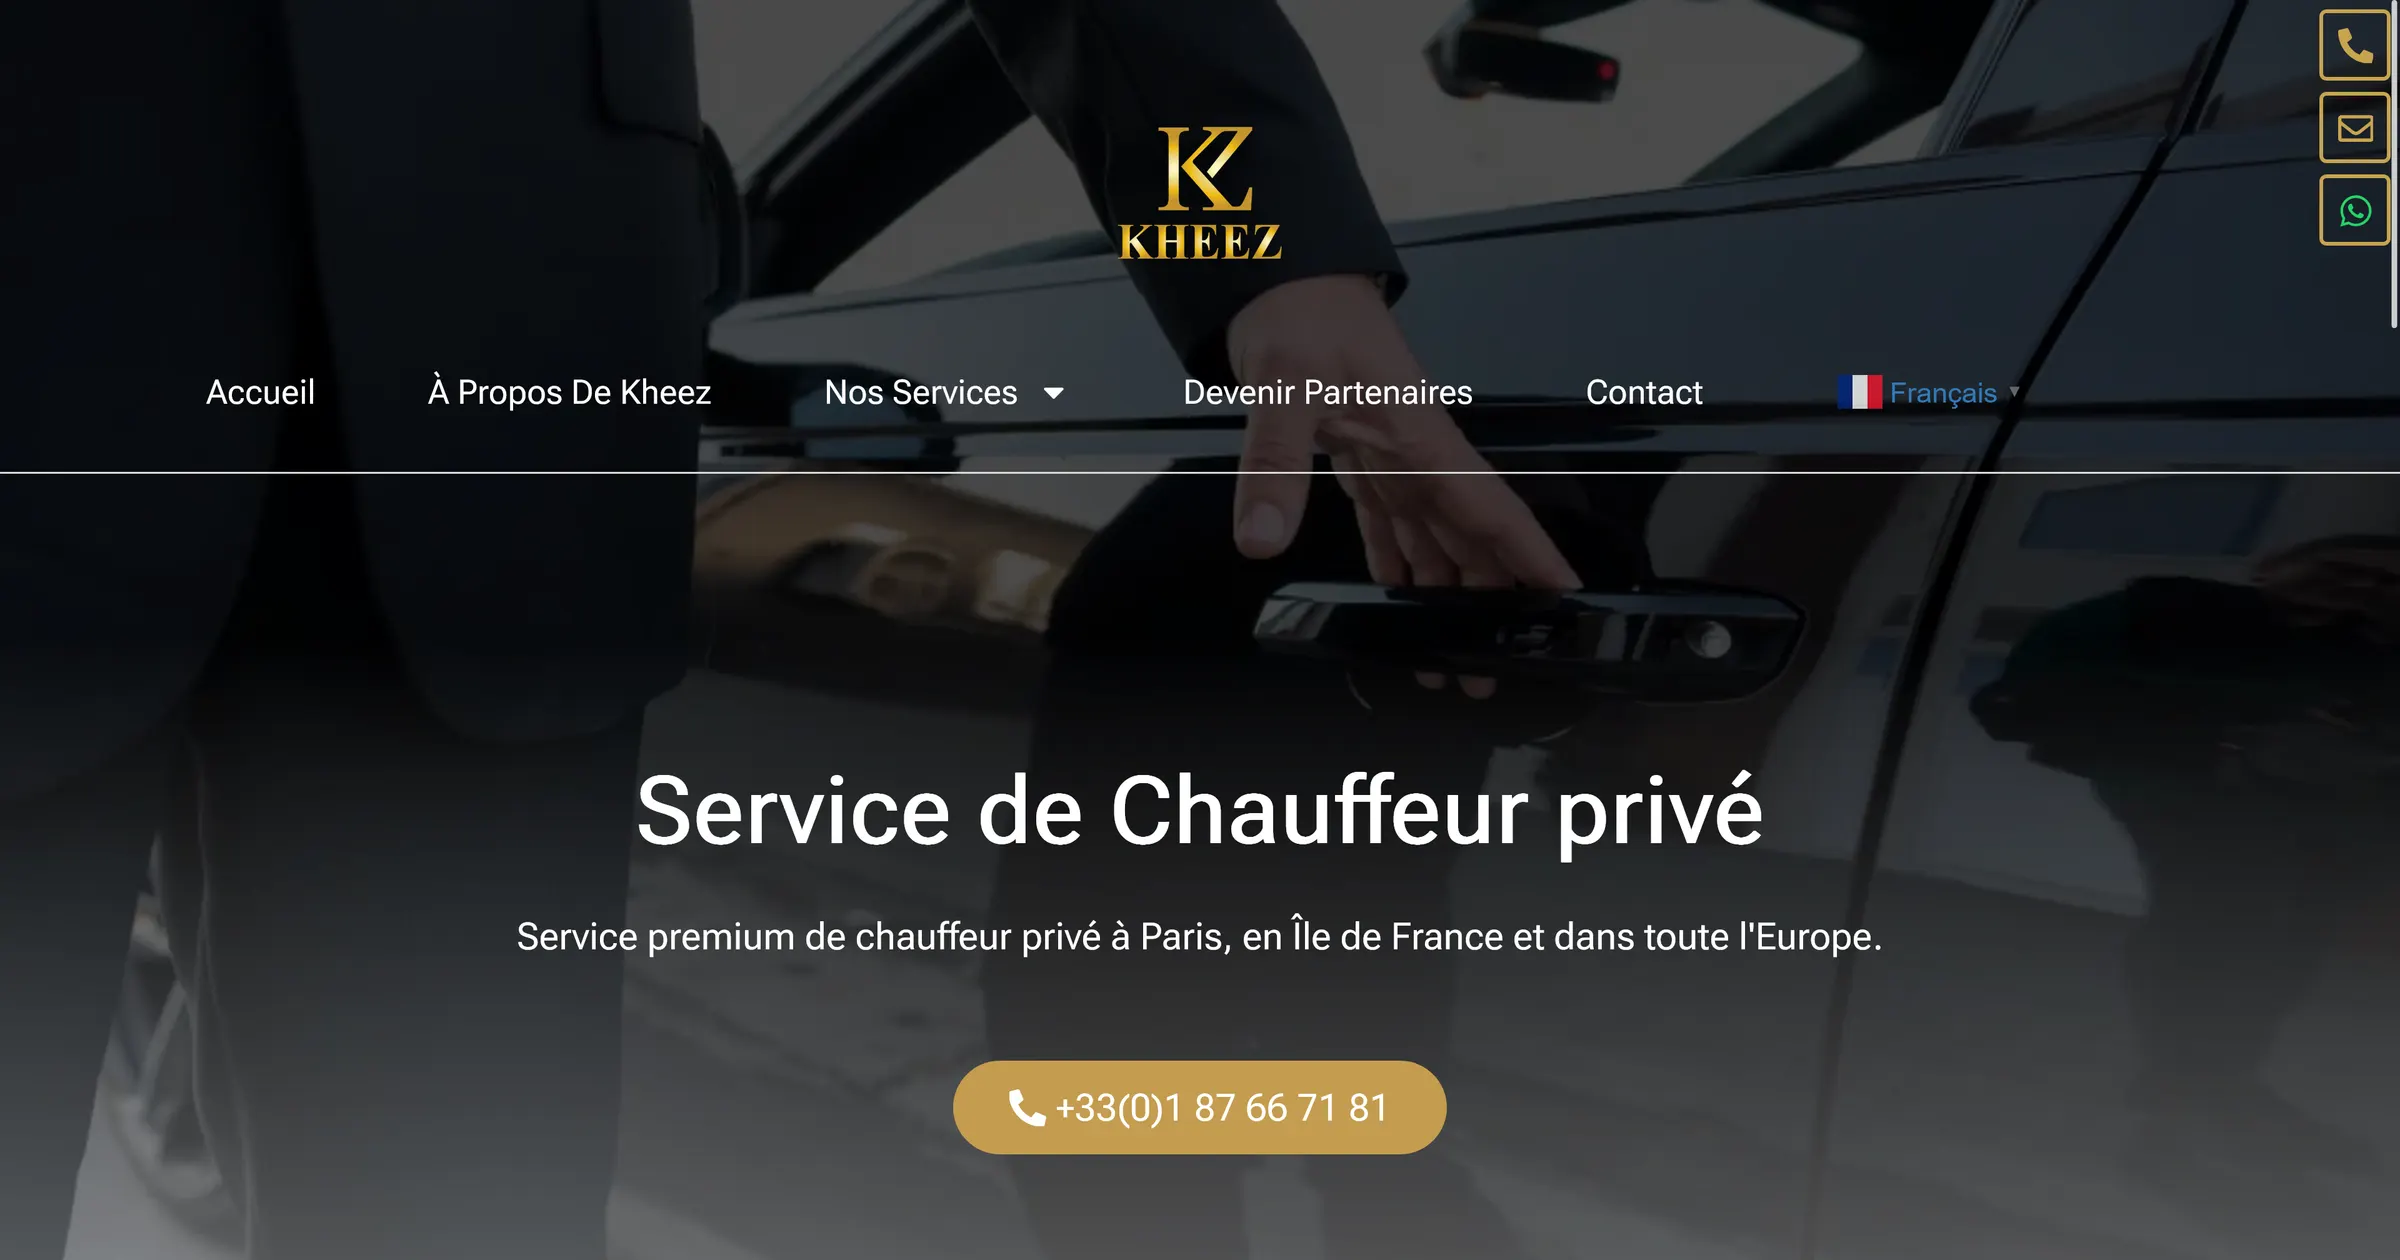 KZ
KHEEZ
Accueil
À Propos De Kheez
Nos Services
Devenir Partenaires
Contact
Français
Service de Chauffeur privé
Service premium de chauffeur privé à Paris, en Île de France et dans toute l'Europe.
+33(0)1 87 66 71 81